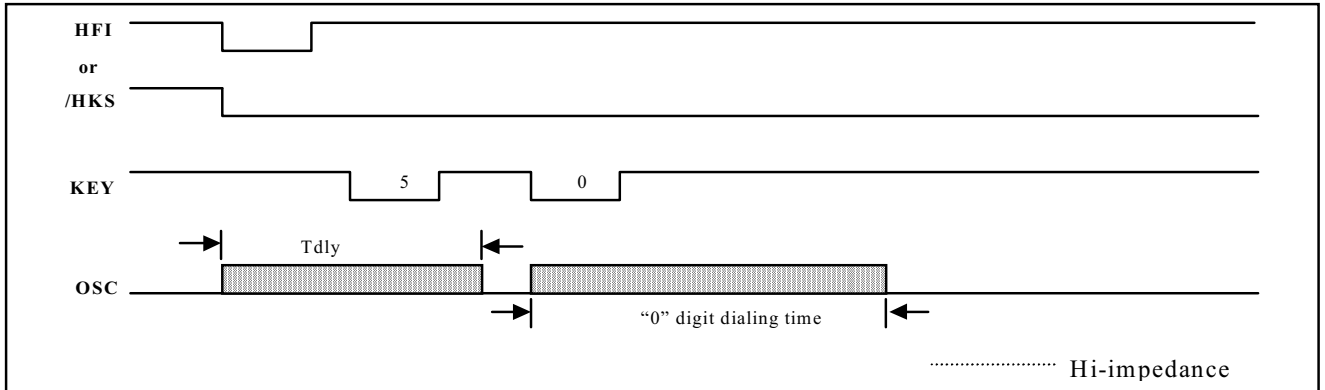 HFI
or
/HKS
KEY
5
0
Tdly
OSC
“0” digit dialing time
Hi-impedance